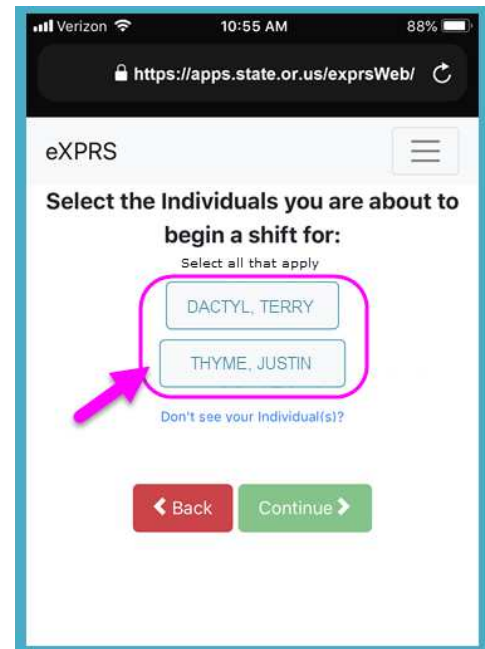 Verizon 10:55 AM 88%
https://apps.state.or.us/exprsWeb/
eXPRS
Select the Individuals you are about to
begin a shift for:
Select all that apply
DACTYL, TERRY
THYME, JUSTIN
Don't see your Individual(s)?
Back Continue